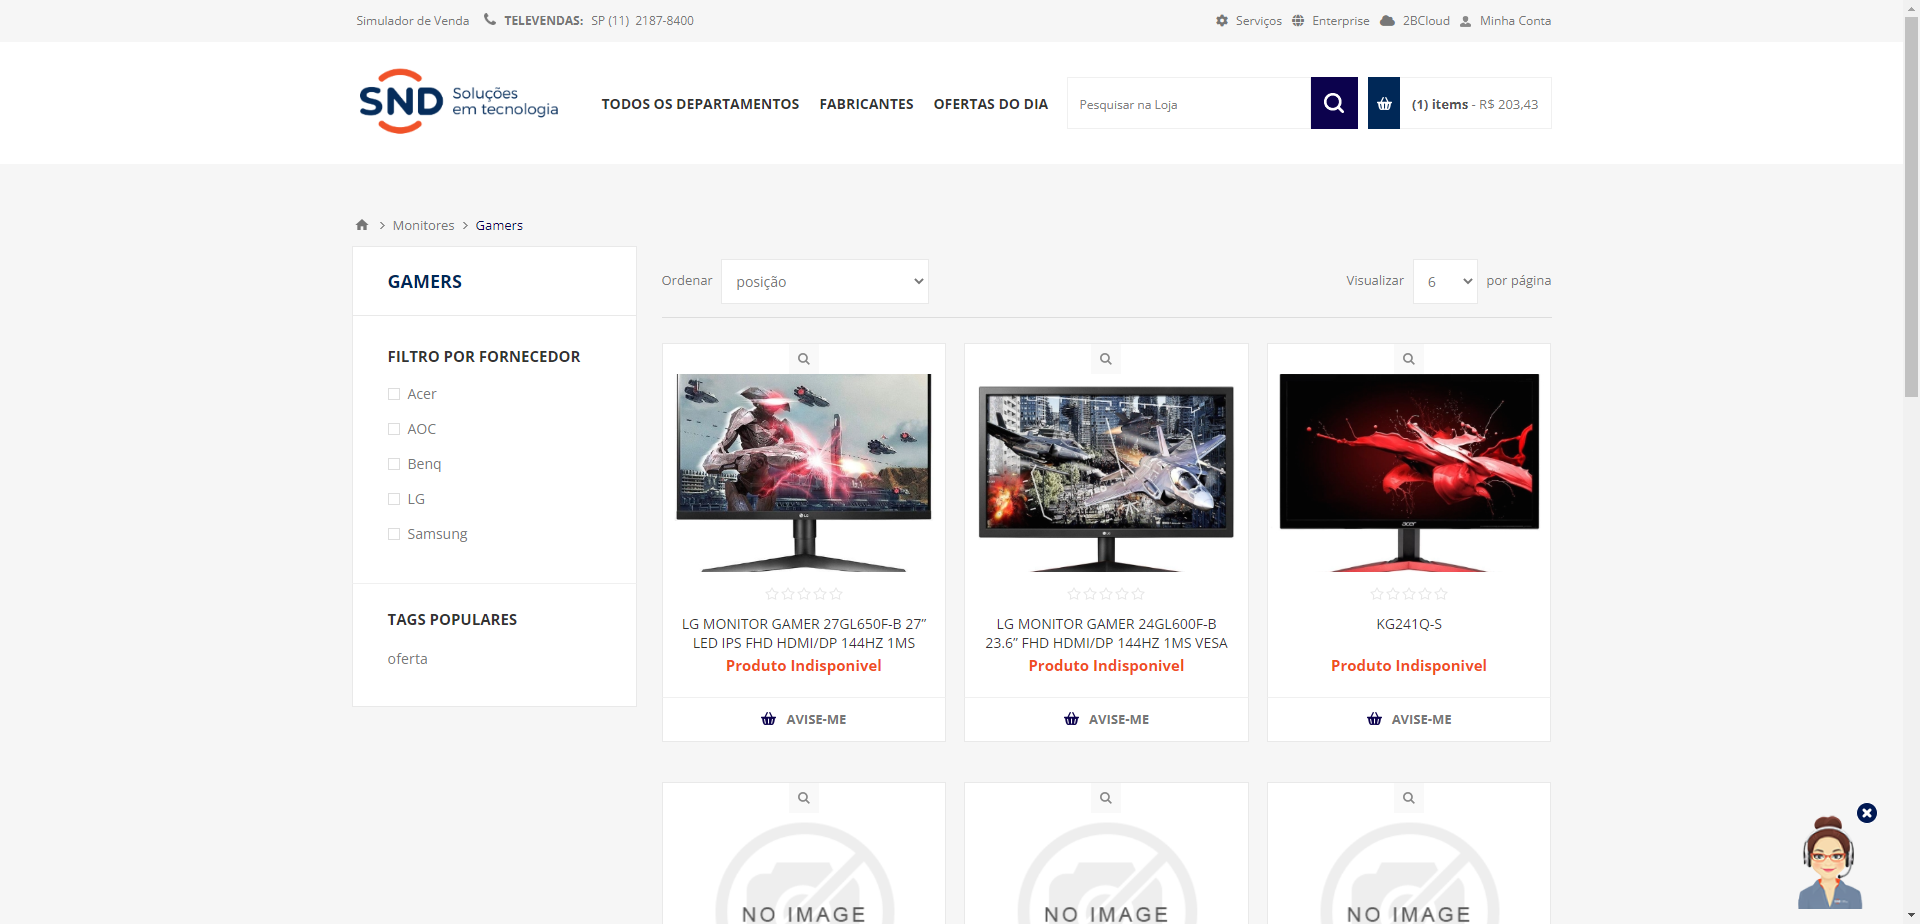 Simulador de Venda
TELEVENDAS: SP (11) 2187-8400
Serviços
Enterprise
2BCloud
Minha Conta
SND Soluções em tecnologia
TODOS OS DEPARTAMENTOS
FABRICANTES
OFERTAS DO DIA
Pesquisar na Loja
(1) items - R$ 203,43
Monitores
Gamers
GAMERS
FILTRO POR FORNECEDOR
Acer
AOC
Benq
LG
Samsung
TAGS POPULARES
oferta
Ordenar
posição
Visualizar
6
por página
LG MONITOR GAMER 27GL650F-B 27”
LED IPS FHD HDMI/DP 144HZ 1MS
Produto Indisponivel
AVISE-ME
LG MONITOR GAMER 24GL600F-B
23.6” FHD HDMI/DP 144HZ 1MS VESA
Produto Indisponivel
AVISE-ME
acer
KG241Q-S
Produto Indisponivel
AVISE-ME
NO IMAGE
NO IMAGE
NO IMAGE